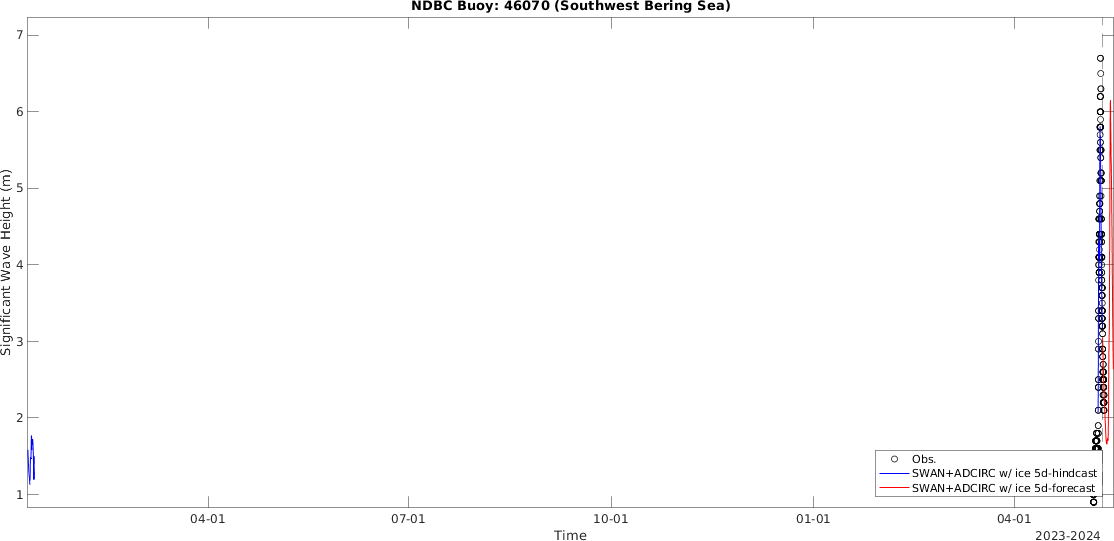 NDBC Buoy: 46070 (Southwest Bering Sea)
7
6
5
4
3
2
1
Significant Wave Height (m)
Obs.
SWAN+ADCIRC w/ ice 5d-hindcast
SWAN+ADCIRC w/ ice 5d-forecast
04-01 07-01 10-01 01-01 04-01
Time
2023-2024